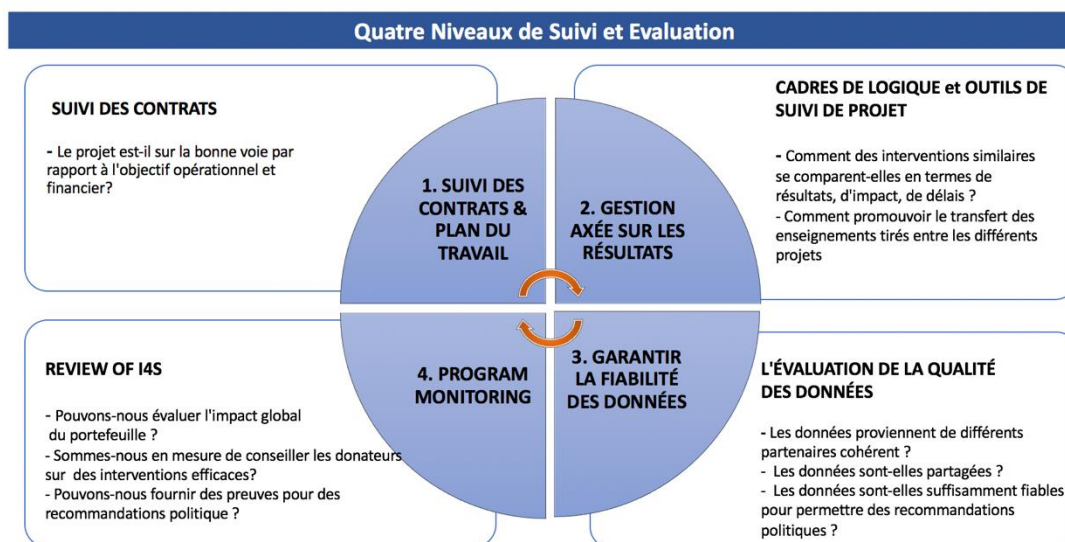 Quatre Niveaux de Suivi et Evaluation
SUIVI DES CONTRATS
- Le projet est-il sur la bonne voie par
rapport à l'objectif opérationnel et
financier?
1. SUIVI DES
CONTRATS &
PLAN DU
TRAVAIL
2. GESTION
AXÉE SUR LES
RÉSULTATS
CADRES DE LOGIQUE et OUTILS DE
SUIVI DE PROJET
- Comment des interventions similaires
se comparent-elles en termes de
résultats, d'impact, de délais ?
- Comment promouvoir le transfert des
enseignements tirés entre les différents
projets
REVIEW OF I4S
- Pouvons-nous évaluer l'impact global
du portefeuille ?
- Sommes-nous en mesure de conseiller les donateurs
sur des interventions efficaces?
- Pouvons-nous fournir des preuves pour des
recommandations politique ?
4. PROGRAM
MONITORING
3. GARANTIR
LA FIABILITÉ
DES DONNÉES
L'ÉVALUATION DE LA QUALITÉ
DES DONNÉES
- Les données proviennent de différents
partenaires cohérent ?
- Les données sont-elles partagées ?
- Les données sont-elles suffisamment fiables
pour permettre des recommandations
politiques ?